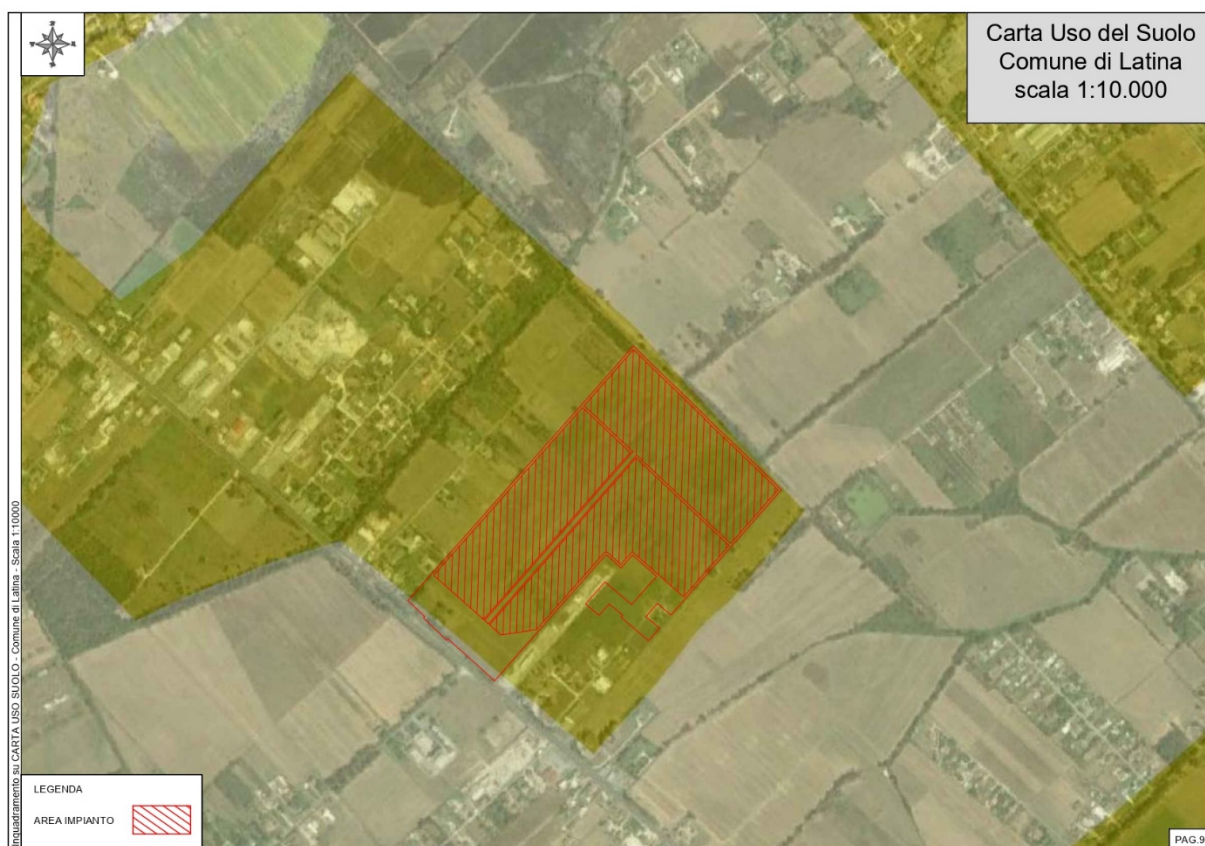 Carta Uso del Suolo
Comune di Latina
scala 1:10.000
Inquadramento su CARTA USO SUOLO - Comune di Latina - Scala 1:10000
LEGENDA
AREA IMPIANTO
PAG.9